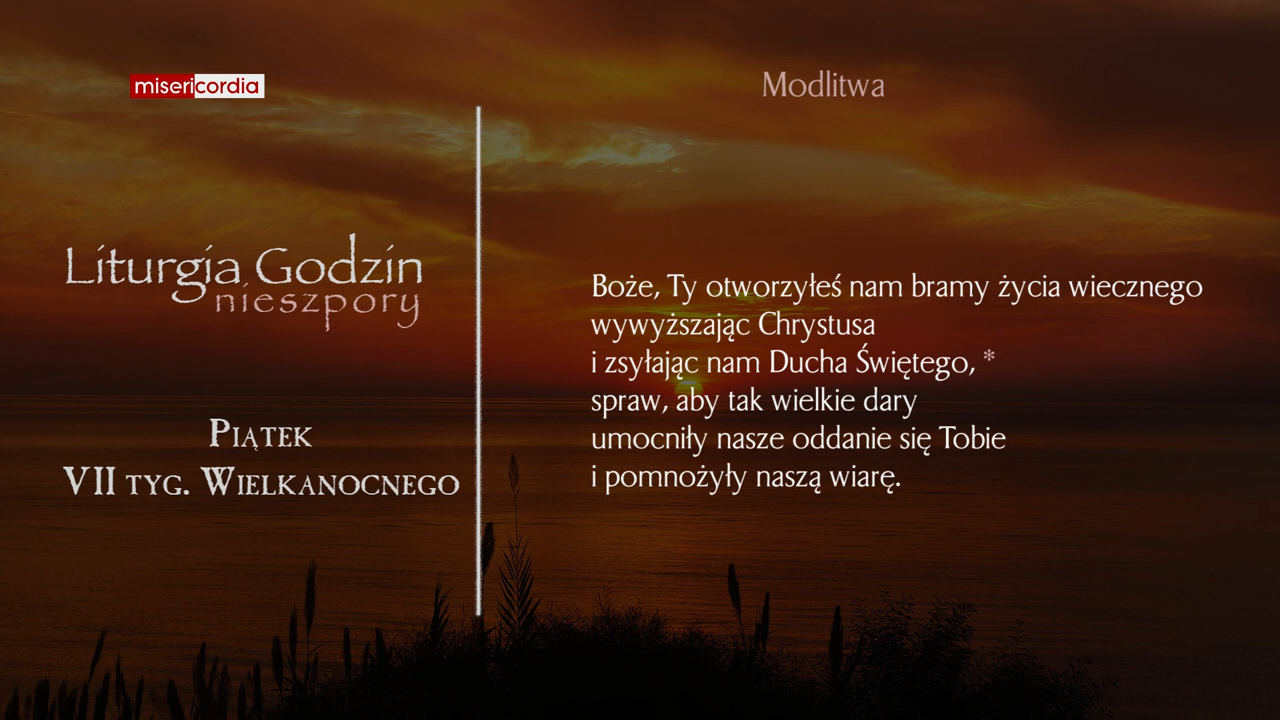 misericordia
Modlitwa
Liturgia Godzin
nieszpory
Piątek
VII tyg. Wielkanocnego
Boże, Ty otworzyłeś nam bramy życia wiecznego
wywyższając Chrystusa
i zsyłając nam Ducha Świętego, *
spraw, aby tak wielkie dary
umocniły nasze oddanie się Tobie
i pomnożyły naszą wiarę.